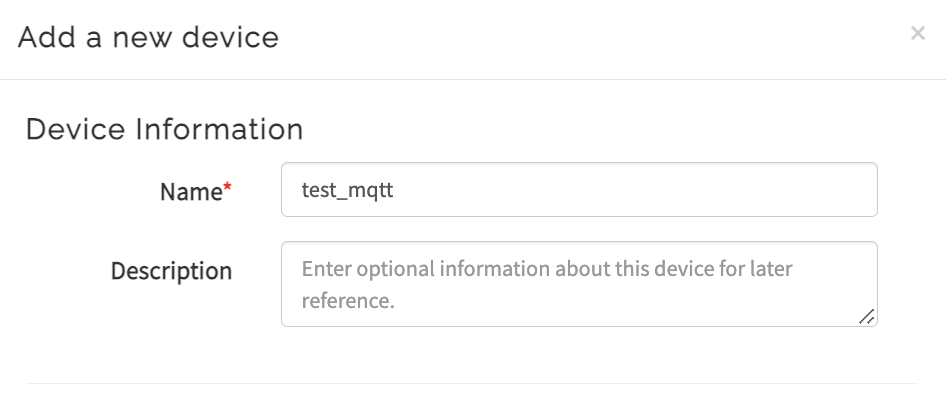 Add a new device
×
Device Information
Name*
test_mqtt
Description
Enter optional information about this device for later
reference.